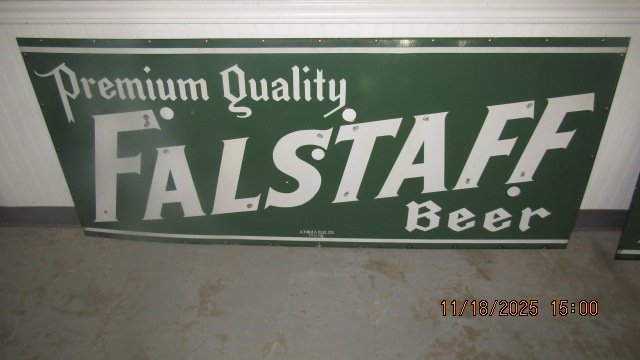 Premium Quality
FALSTAFF
Beer
11/18/2025 15:00